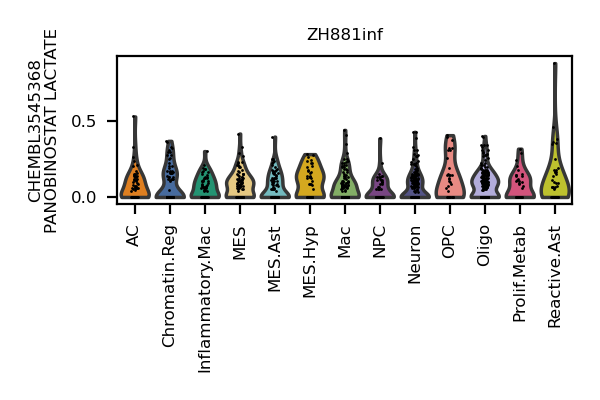 ZH881inf
CHEMBL3545368
PANOBINOSTAT LACTATE
0.5
0.0
AC
Chromatin.Reg
Inflammatory.Mac
MES
MES.Ast
MES.Hyp
Mac
NPC
Neuron
OPC
Oligo
Prolif.Metab
Reactive.Ast